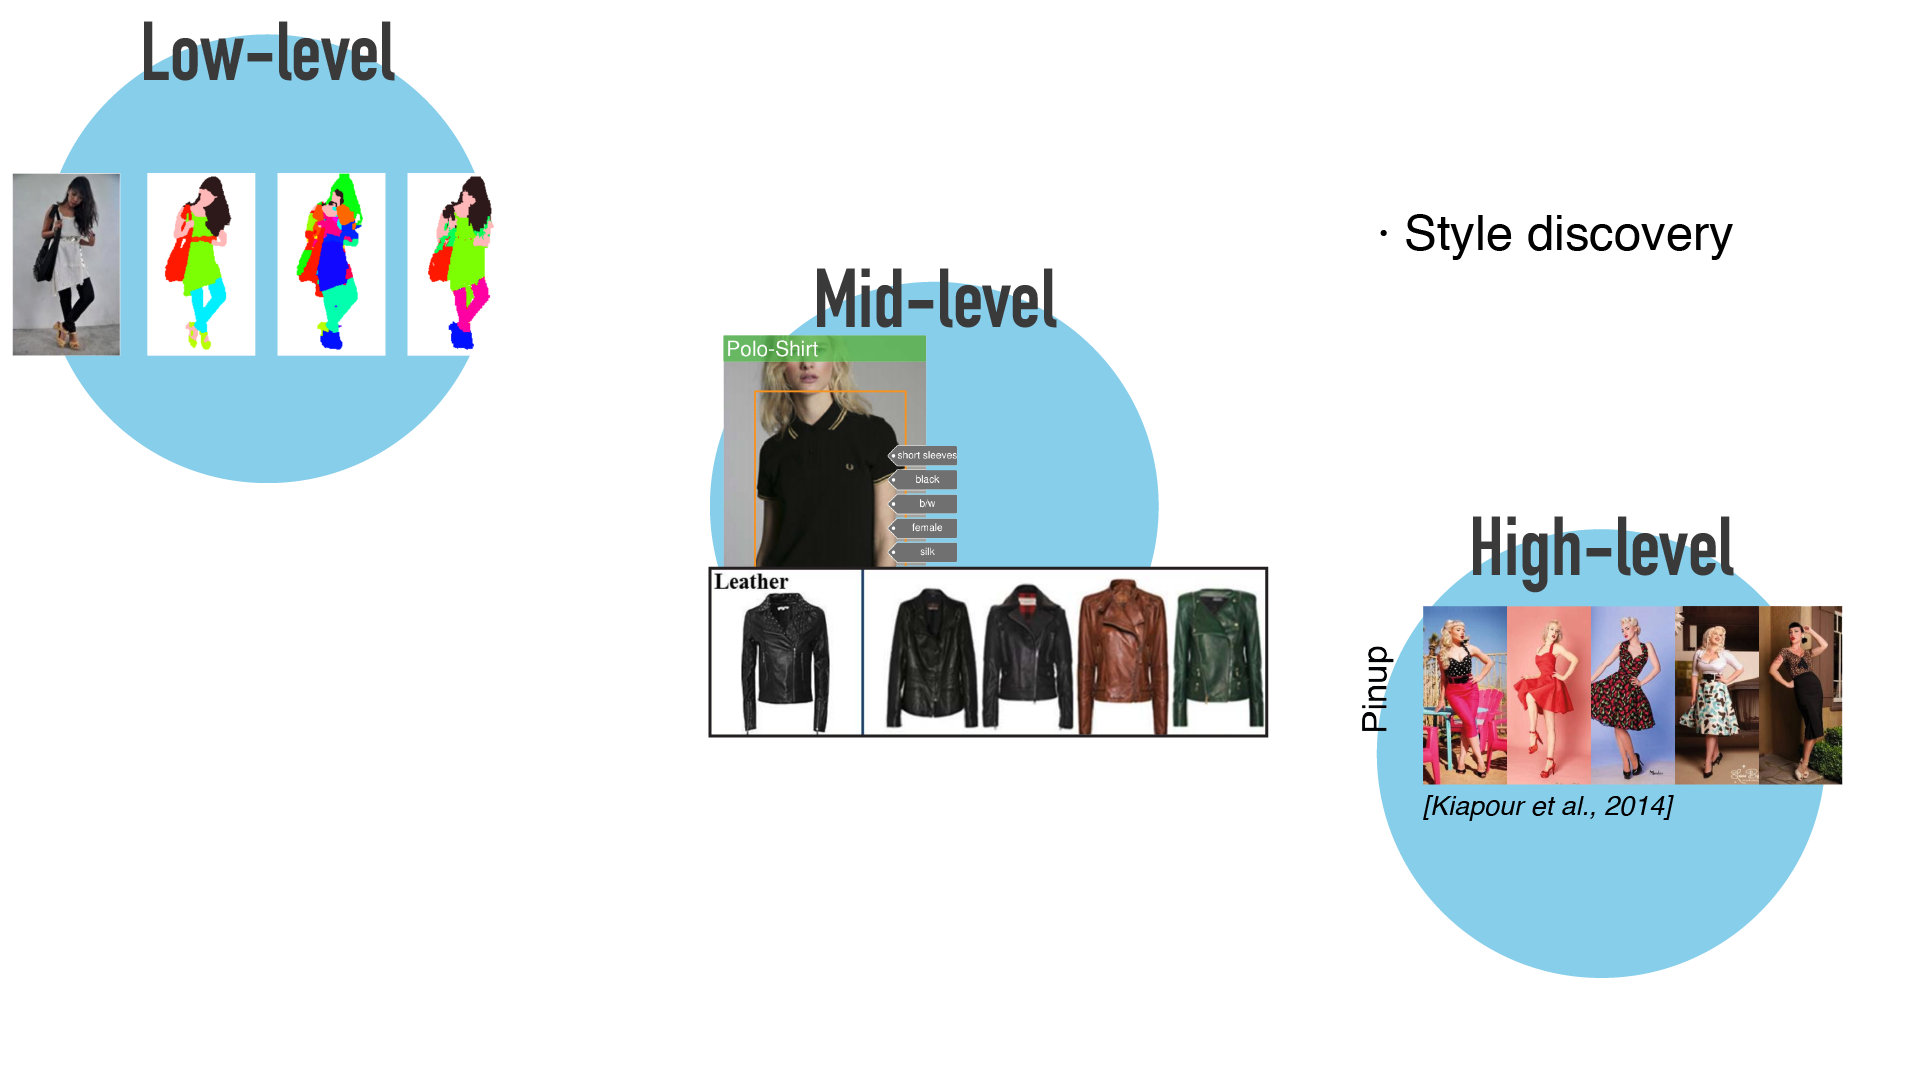 Low-level
· Style discovery
Mid-level
Polo-Shirt
short sleeves
black
b/w
female
silk
Leather
High-level
Pinup
[Kiapour et al., 2014]